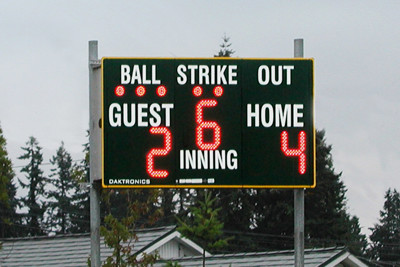 BALL STRIKE OUT
GUEST 6 HOME
2 INNING 4
DAKTRONICS